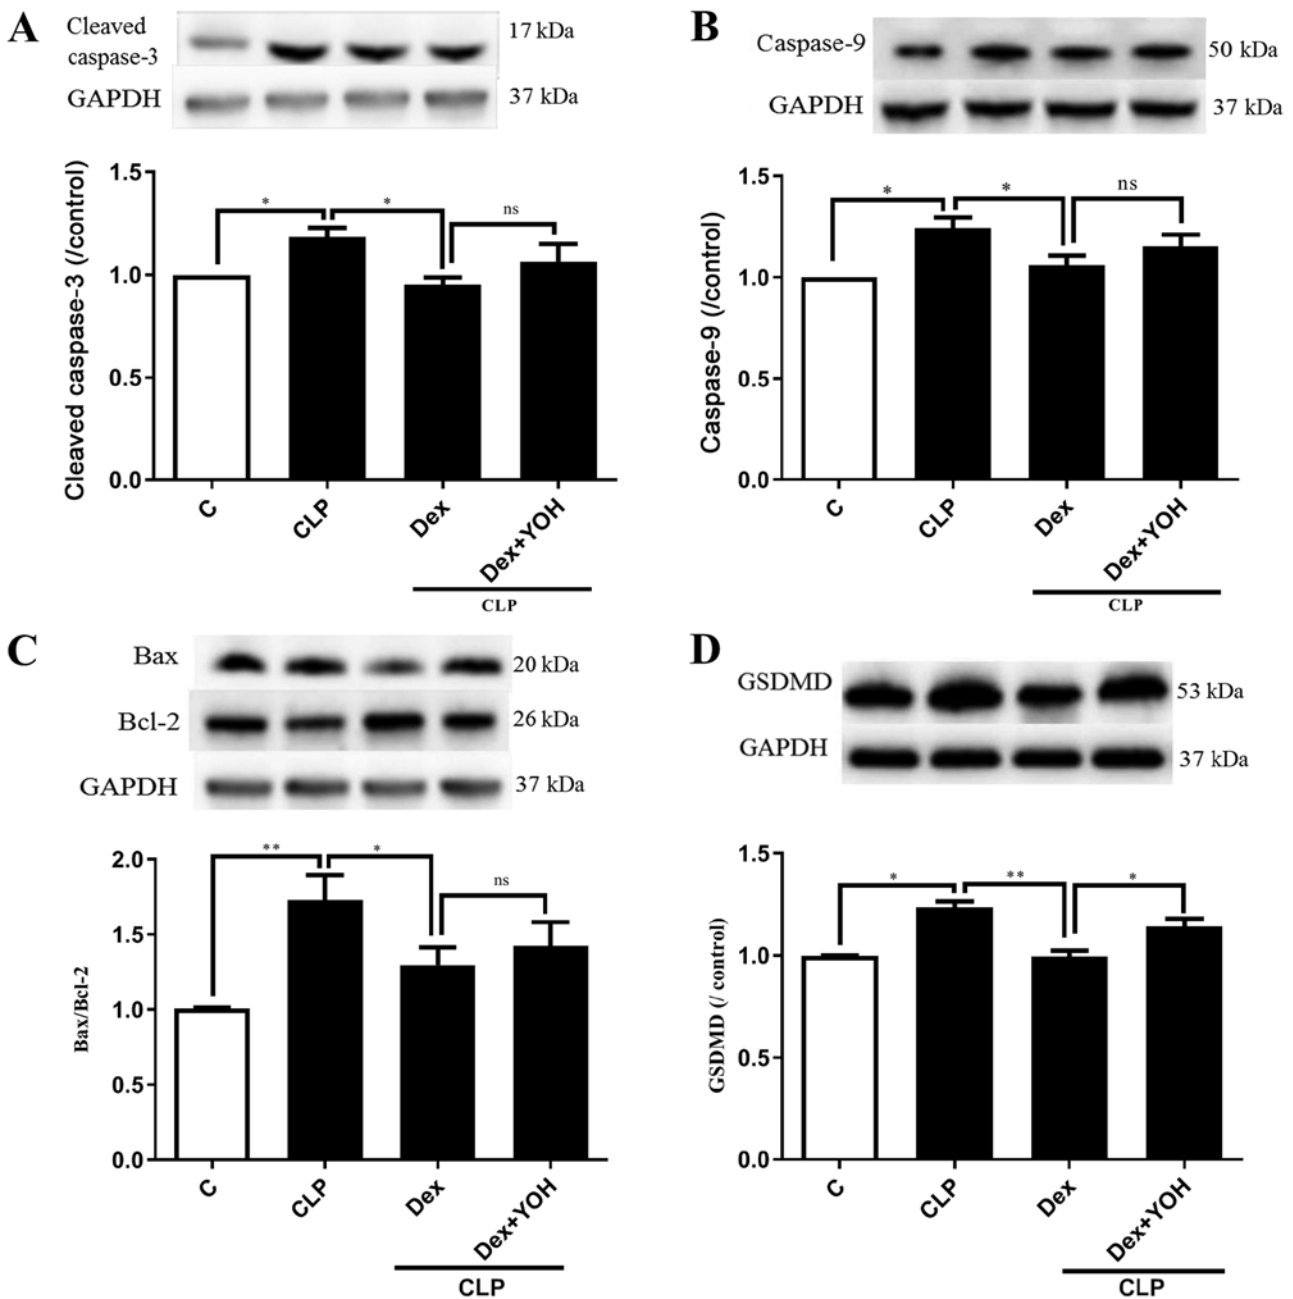 A
Cleaved
caspase-3
17 kDa
GAPDH
37 kDa
Cleaved caspase-3 (/control)
1.5
1.0
0.5
0.0
*
*
ns
C
CLP
Dex
Dex+YOH
CLP
B
Caspase-9
50 kDa
GAPDH
37 kDa
Caspase-9 (/control)
1.5
1.0
0.5
0.0
*
*
ns
C
CLP
Dex
Dex+YOH
CLP
C
Bax
20 kDa
Bcl-2
26 kDa
GAPDH
37 kDa
Bax/Bcl-2
2.0
1.5
1.0
0.5
0.0
**
*
ns
C
CLP
Dex
Dex+YOH
CLP
D
GSDMD
53 kDa
GAPDH
37 kDa
GSDMD (/ control)
1.5
1.0
0.5
0.0
*
**
*
C
CLP
Dex
Dex+YOH
CLP